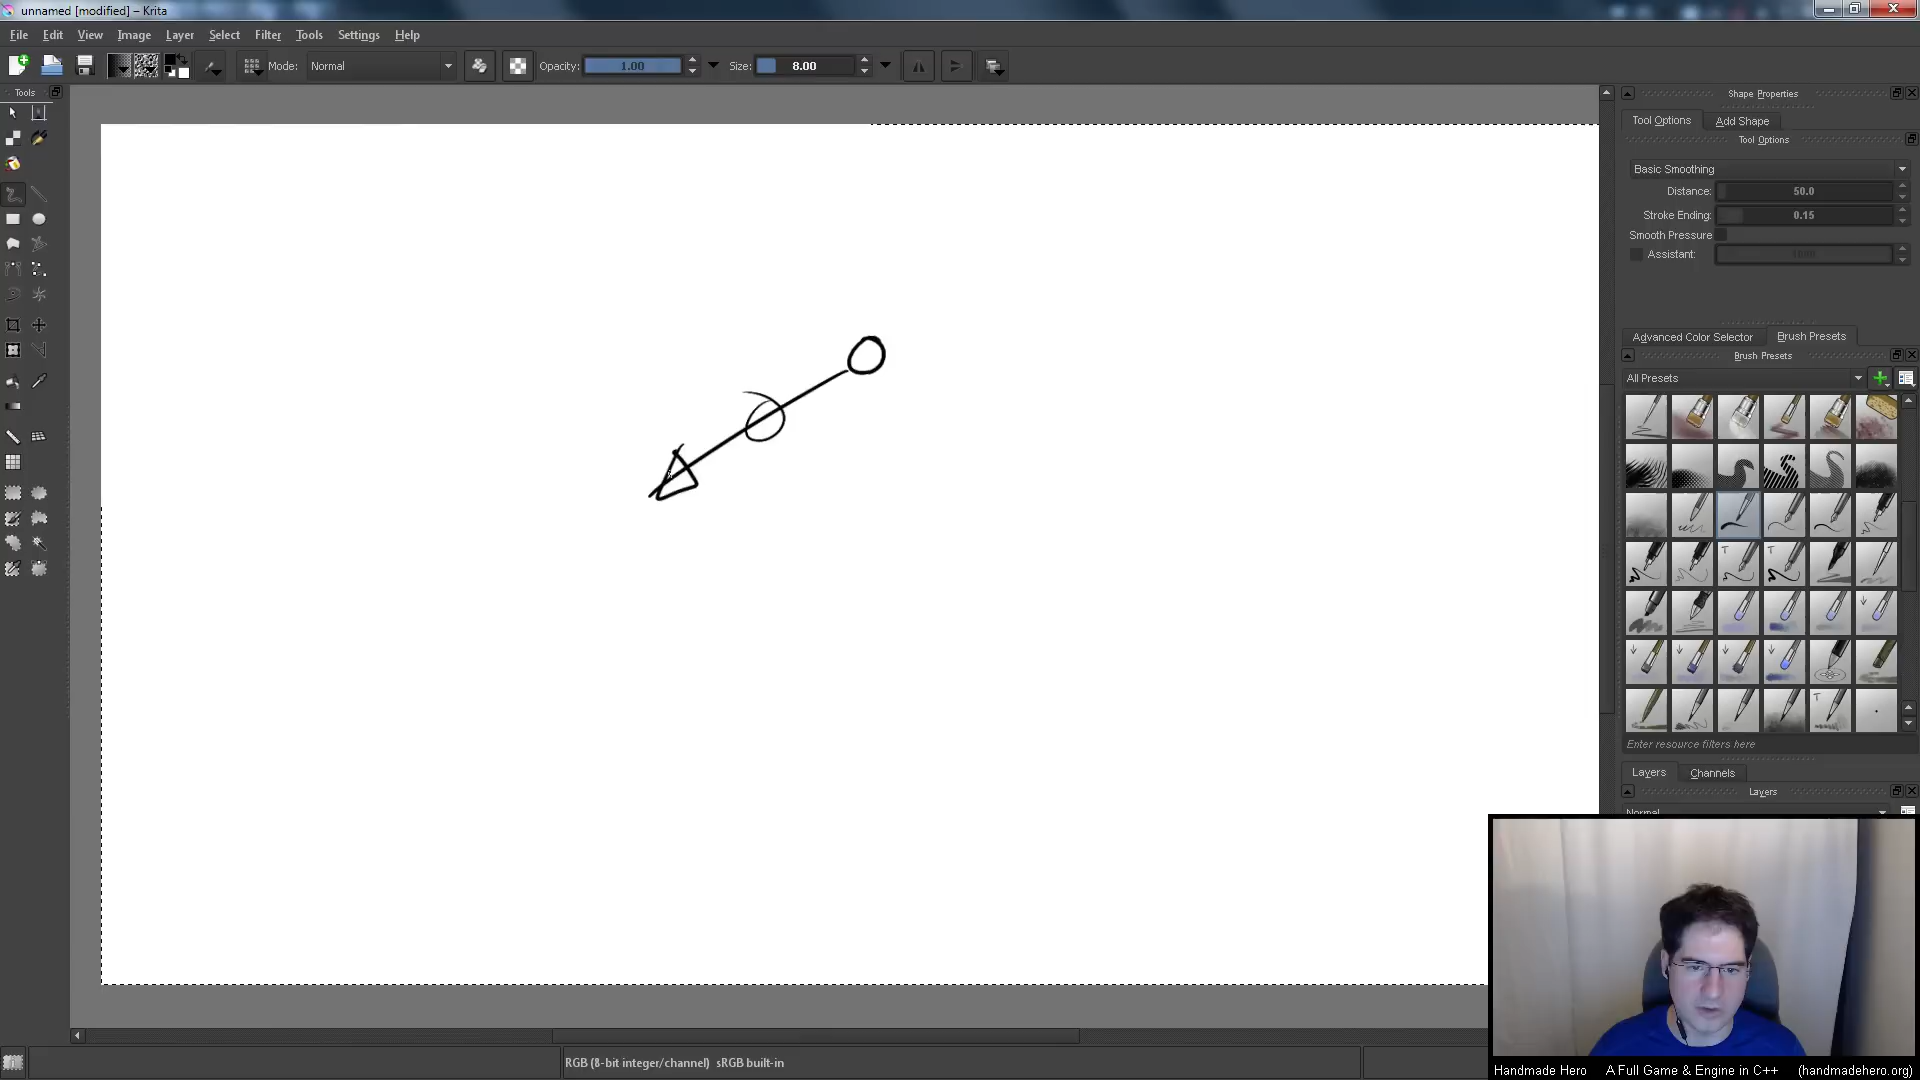 unnamed [modified] – Krita
File Edit View Image Layer Select Filter Tools Settings Help
Mode: Normal Opacity: 1.00 Size: 8.00
Tools
Shape Properties
Tool Options Add Shape
Tool Options
Basic Smoothing
Distance: 50.0
Stroke Ending: 0.15
Smooth Pressure
Assistant:
Advanced Color Selector Brush Presets
Brush Presets
All Presets
T T
T
Enter resource filters here
Layers Channels
Layers
Normal
RGB (8-bit integer/channel) sRGB built-in
Handmade Hero A Full Game & Engine in C++ (handmadehero.org)